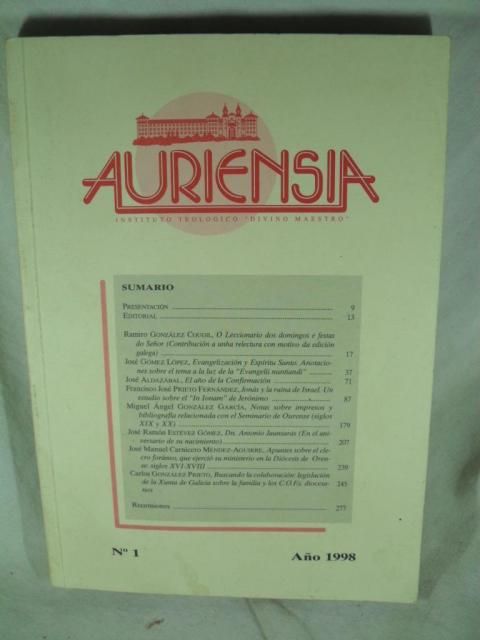 AURIENSIA
INSTITUTO TEOLOGICO "DIVINO MAESTRO"
SUMARIO
PRESENTACIÓN 9
EDITORIAL 13
Ramiro GONZÁLEZ COUGIL, O Leccionario dos domingos e festas
do Señor (Contribución a unha relectura con motivo da edición
galega) 17
José GÓMEZ LÓPEZ, Evangelización y Espíritu Santo. Anotacio-
nes sobre el tema a la luz de la "Evangelii nuntiandi" 37
José ALDAZÁBAL, El año de la Confirmación 71
Francisco José PRIETO FERNÁNDEZ, Jonás y la ruina de Israel. Un
estudio sobre el "In Ionam" de Jerónimo 87
Miguel Ángel GONZÁLEZ GARCÍA, Notas sobre impresos y
bibliografía relacionada con el Seminario de Ourense (siglos
XIX y XX) 179
José Ramón ESTÉVEZ GÓMEZ, Dn. Antonio Jaunsarás (En el ani-
versario de su nacimiento) 207
José Manuel CARNICERO MÉNDEZ-AGUIRRE, Apuntes sobre el cle-
ro foráneo, que ejerció su ministerio en la Diócesis de Oren-
se: siglos XVI-XVIII 239
Carlos GONZÁLEZ PRIETO, Buscando la colaboración: legislación
de la Xunta de Galicia sobre la familia y los C.O.Fs. diocesa-
nos 245
Recensiones 277
Nº 1 Año 1998